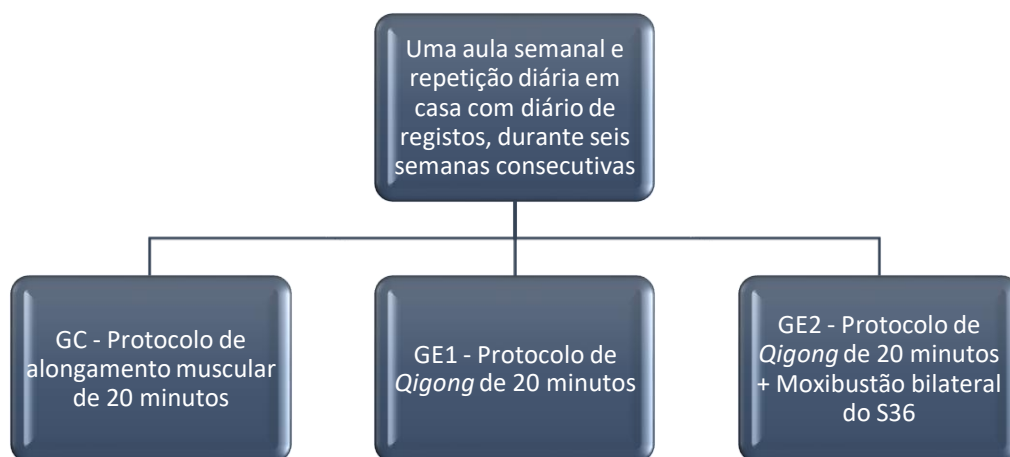 Uma aula semanal e
repetição diária em
casa com diário de
registos, durante seis
semanas consecutivas
GC - Protocolo de
alongamento muscular
de 20 minutos
GE1 - Protocolo de
Qigong de 20 minutos
GE2 - Protocolo de
Qigong de 20 minutos
+ Moxibustão bilateral
do S36